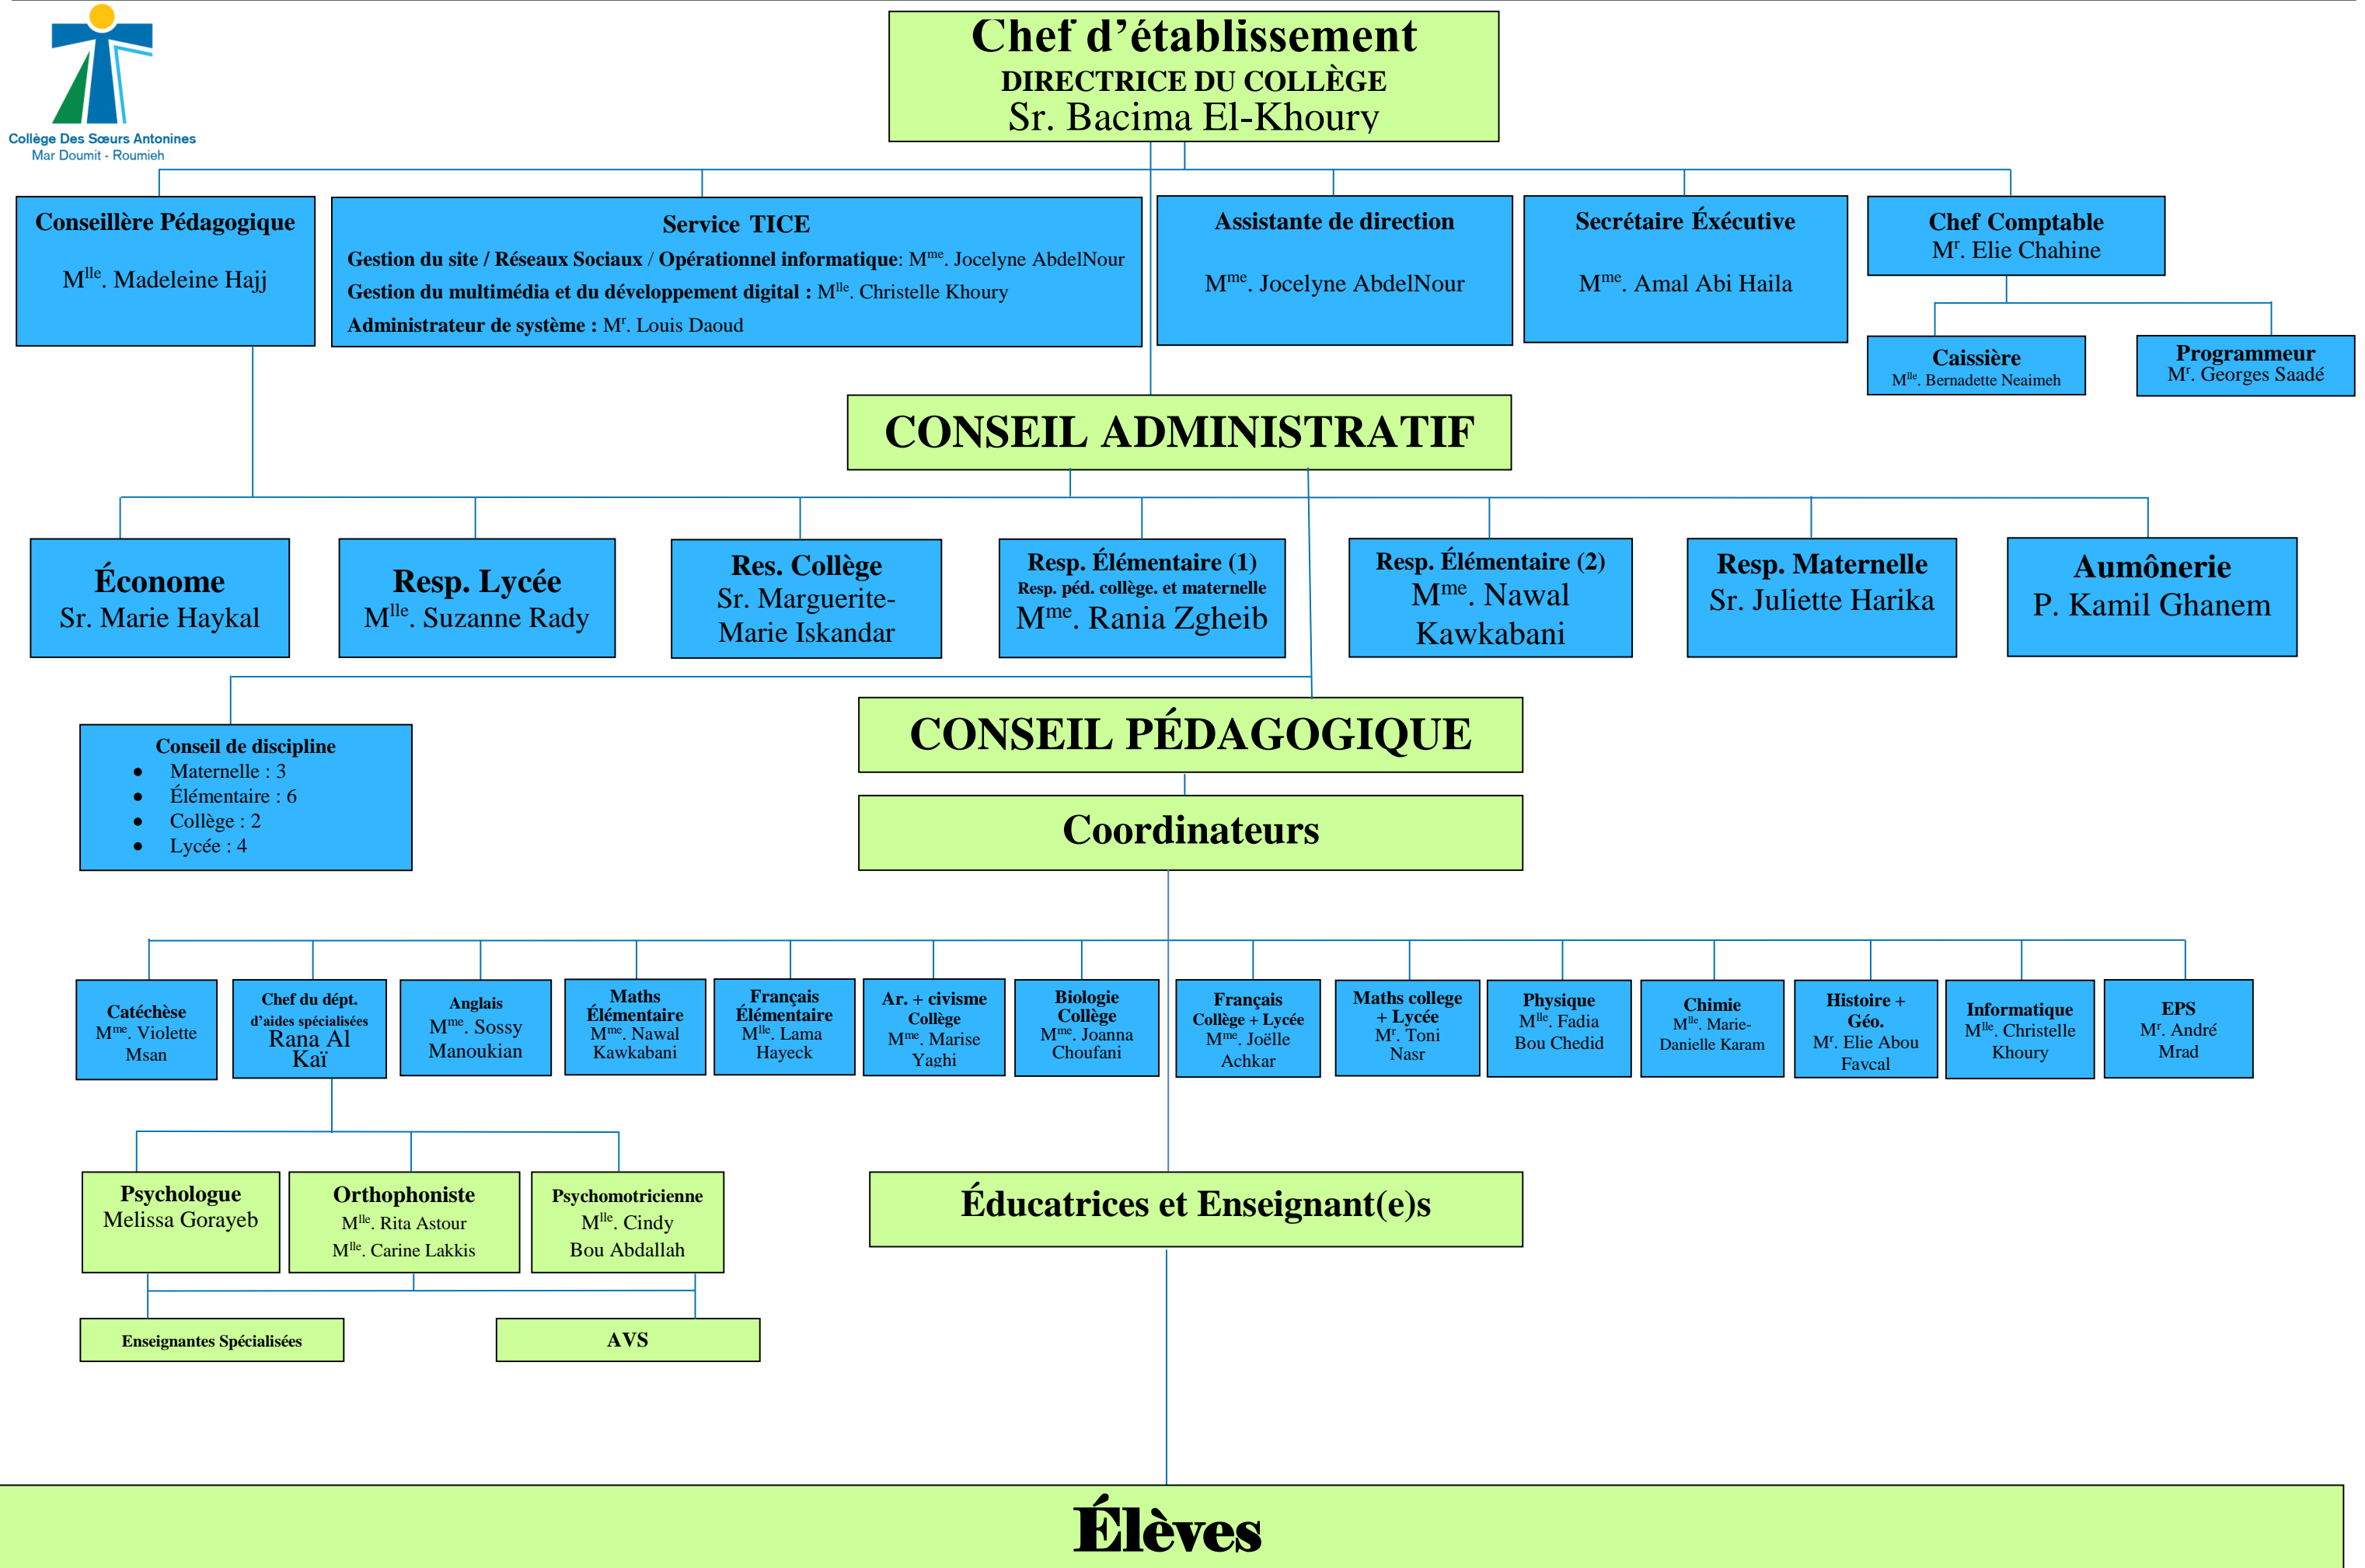 Collège Des Sœurs Antonines
Mar Doumit - Roumieh
Chef d’établissement
DIRECTRICE DU COLLÈGE
Sr. Bacima El-Khoury
Conseillère Pédagogique
Mlle. Madeleine Hajj
Service TICE
Gestion du site / Réseaux Sociaux / Opérationnel informatique: Mme. Jocelyne AbdelNour
Gestion du multimédia et du développement digital : Mlle. Christelle Khoury
Administrateur de système : Mr. Louis Daoud
Assistante de direction
Mme. Jocelyne AbdelNour
Secrétaire Éxécutive
Mme. Amal Abi Haila
Chef Comptable
Mr. Elie Chahine
Caissière
Mlle. Bernadette Neaimeh
Programmeur
Mr. Georges Saadé
CONSEIL ADMINISTRATIF
Économe
Sr. Marie Haykal
Resp. Lycée
Mlle. Suzanne Rady
Res. Collège
Sr. Marguerite-
Marie Iskandar
Resp. Élémentaire (1)
Resp. péd. collège. et maternelle
Mme. Rania Zgheib
Resp. Élémentaire (2)
Mme. Nawal
Kawkabani
Resp. Maternelle
Sr. Juliette Harika
Aumônerie
P. Kamil Ghanem
Conseil de discipline
● Maternelle : 3
● Élémentaire : 6
● Collège : 2
● Lycée : 4
CONSEIL PÉDAGOGIQUE
Coordinateurs
Catéchèse
Mme. Violette
Msan
Chef du dépt.
d’aides spécialisées
Rana Al
Kaï
Anglais
Mme. Sossy
Manoukian
Maths
Élémentaire
Mme. Nawal
Kawkabani
Français
Élémentaire
Mlle. Lama
Hayeck
Ar. + civisme
Collège
Mme. Marise
Yaghi
Biologie
Collège
Mme. Joanna
Choufani
Français
Collège + Lycée
Mme. Joëlle
Achkar
Maths college
+ Lycée
Mr. Toni
Nasr
Physique
Mlle. Fadia
Bou Chedid
Chimie
Mlle. Marie-
Danielle Karam
Histoire +
Géo.
Mr. Elie Abou
Faycal
Informatique
Mlle. Christelle
Khoury
EPS
Mr. André
Mrad
Psychologue
Melissa Gorayeb
Orthophoniste
Mlle. Rita Astour
Mlle. Carine Lakkis
Psychomotricienne
Mlle. Cindy
Bou Abdallah
Éducatrices et Enseignant(e)s
Enseignantes Spécialisées
AVS
Élèves